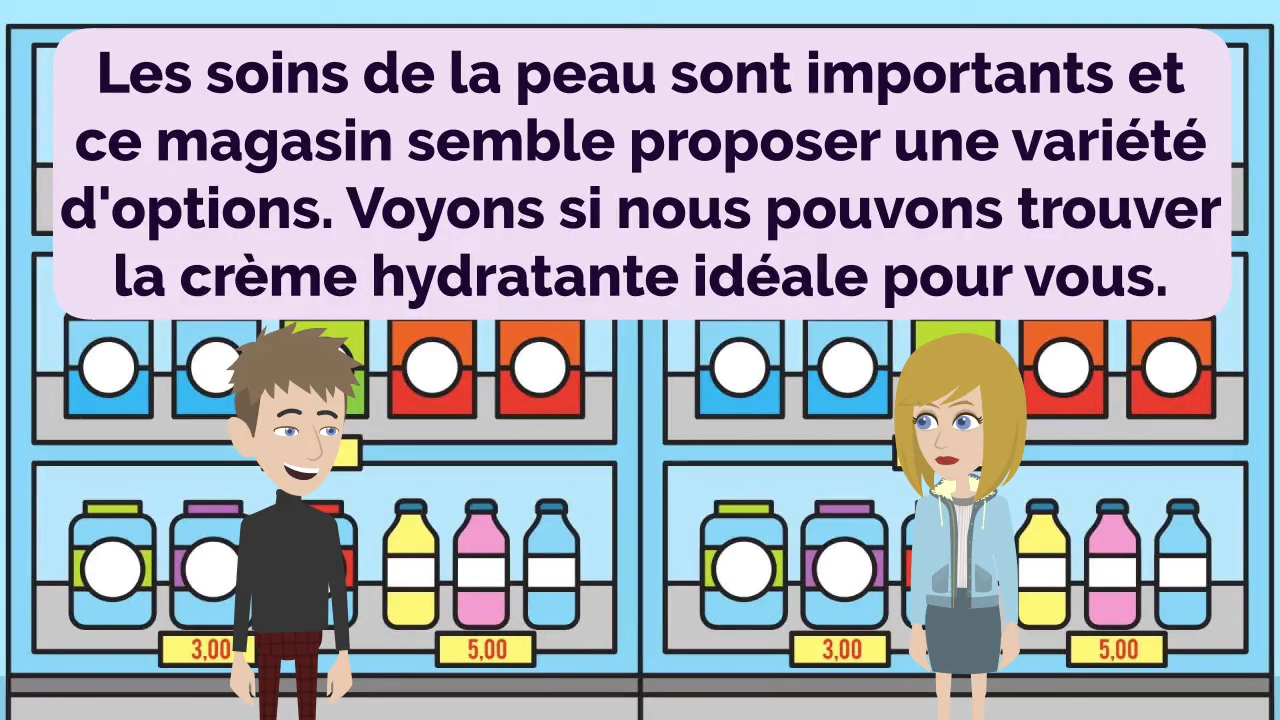 Les soins de la peau sont importants et
ce magasin semble proposer une variété
d'options. Voyons si nous pouvons trouver
la crème hydratante idéale pour vous.
3,00
5,00
3,00
5,00